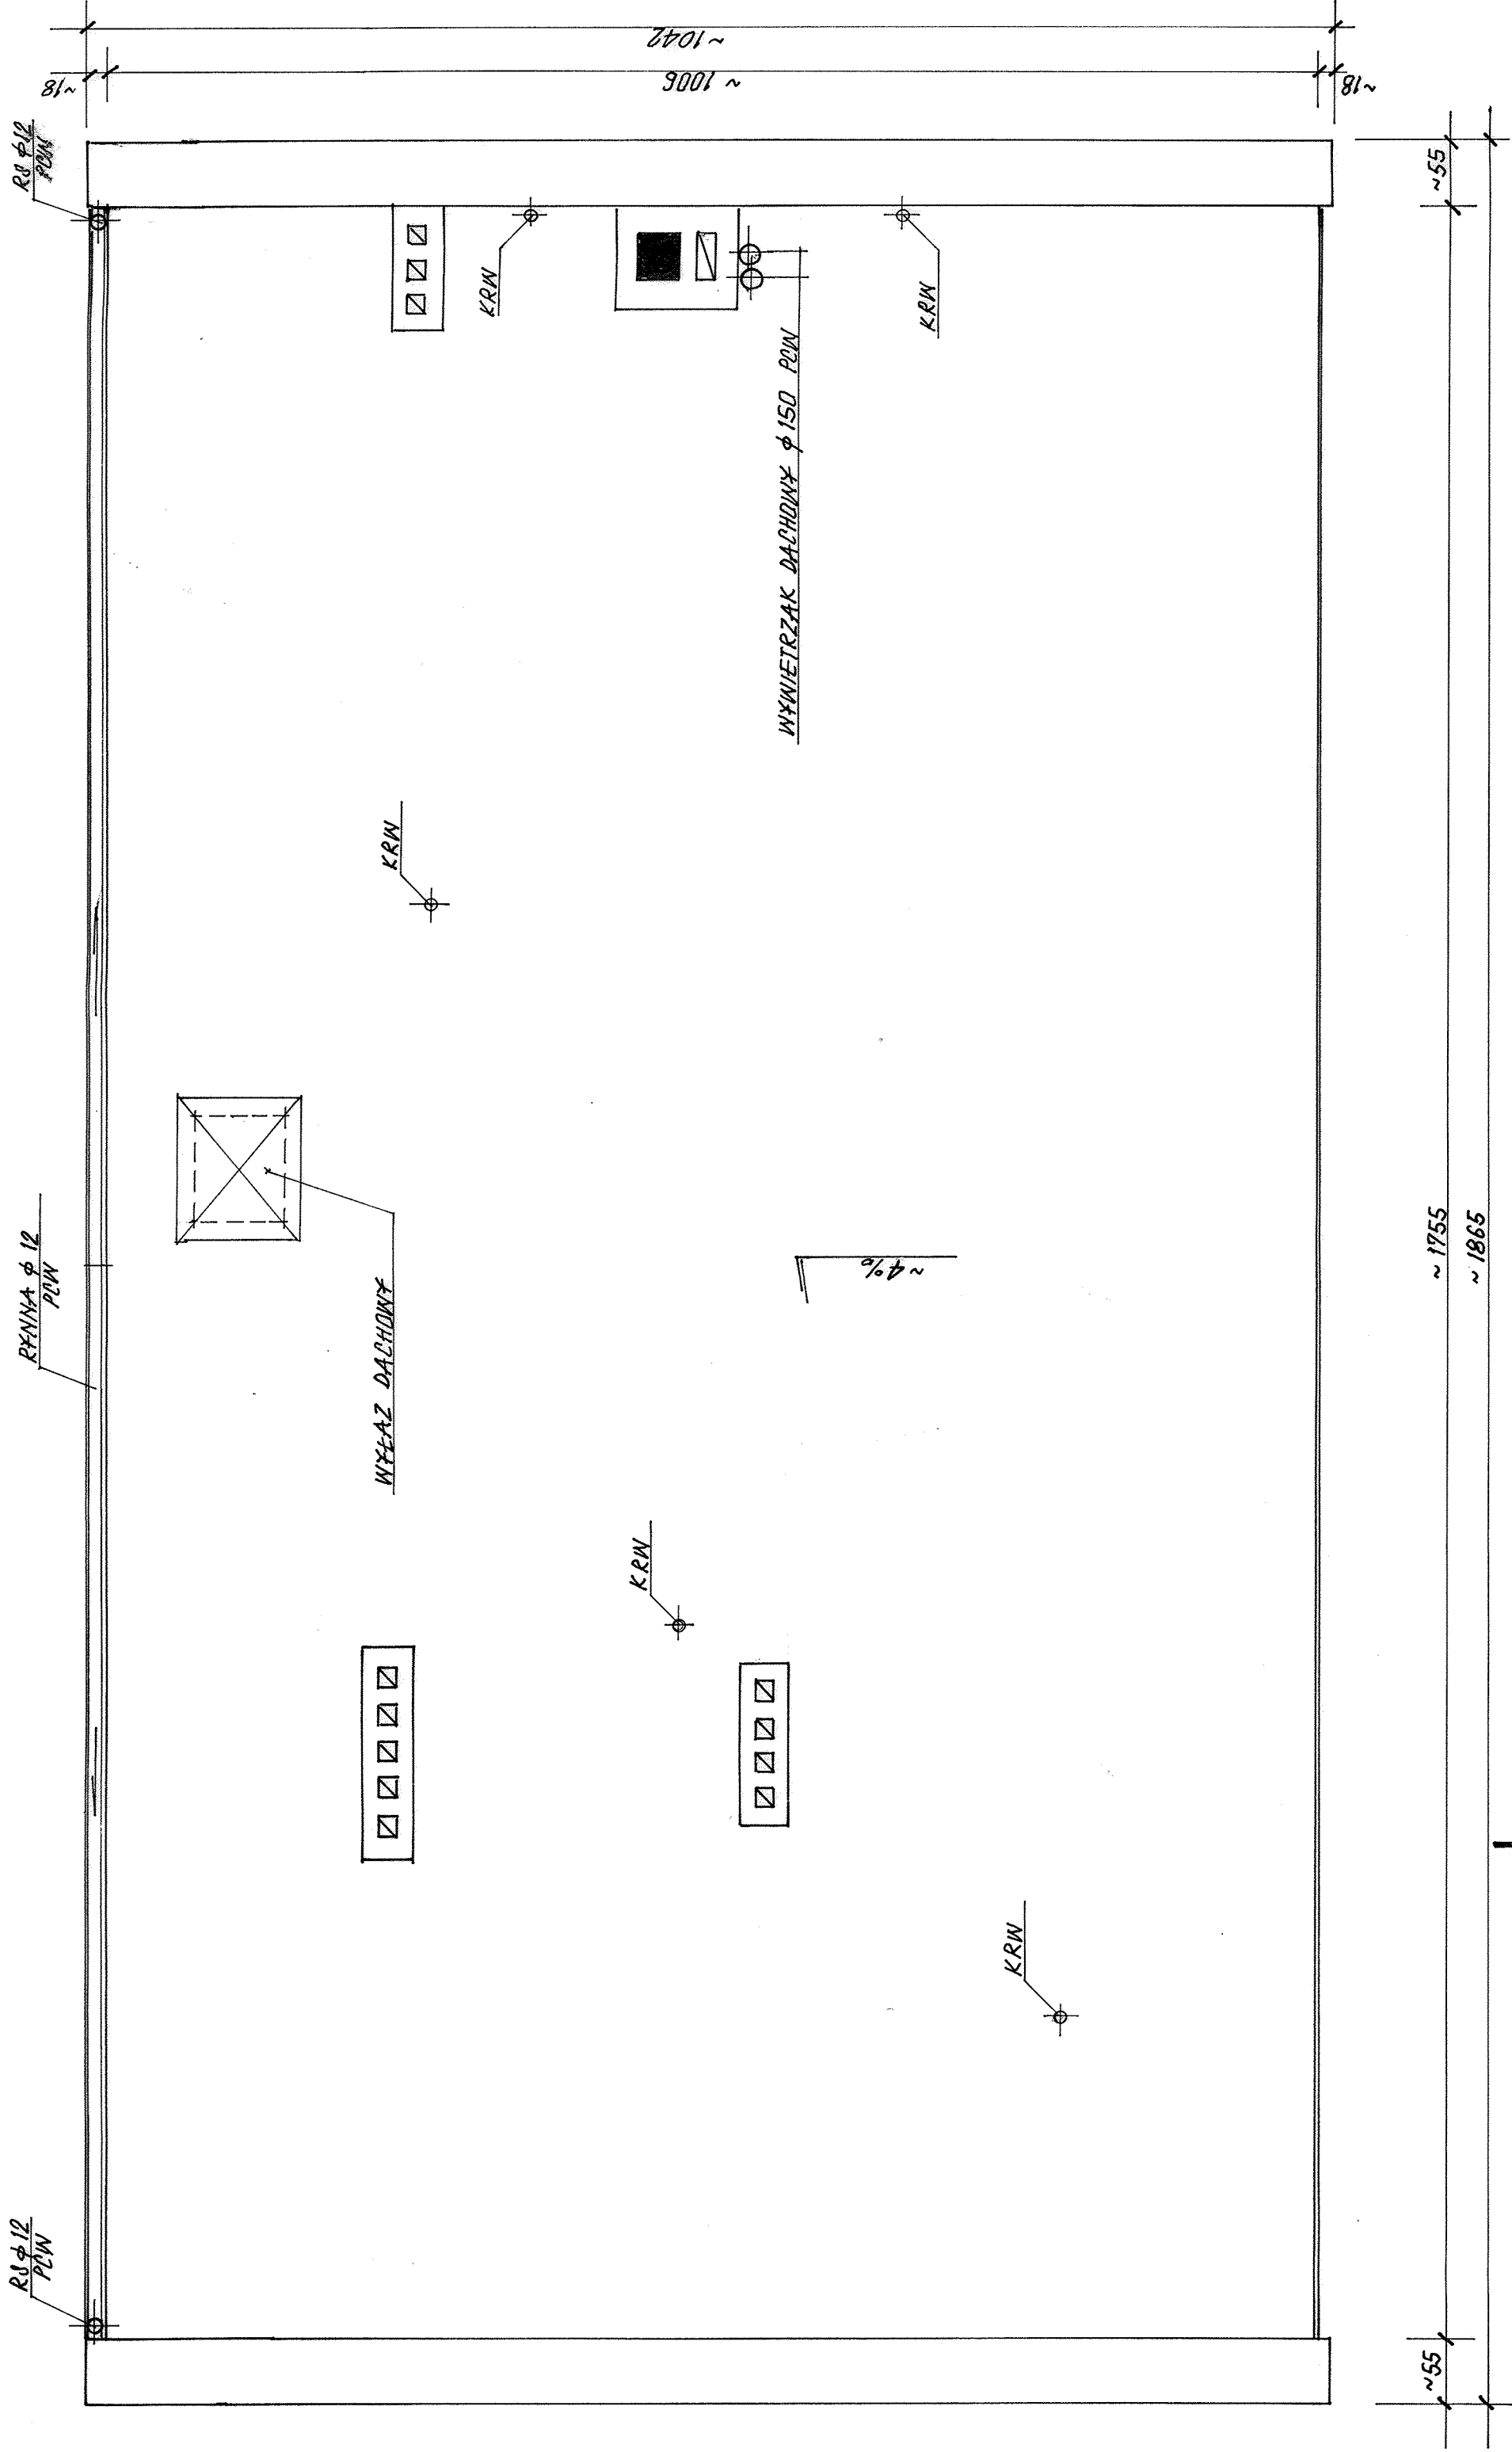 RS φ 12
PCW
RYNNA φ 12
PCW
RS φ 12
PCW
~18
~1042
~1006
~18
WYŁAZ DACHOWY
KRW
KRW
KRW
KRW
KRW
WYWIETRZAK DACHOWY φ 150 PCW
~4%
~55
~1755
~55
~1865